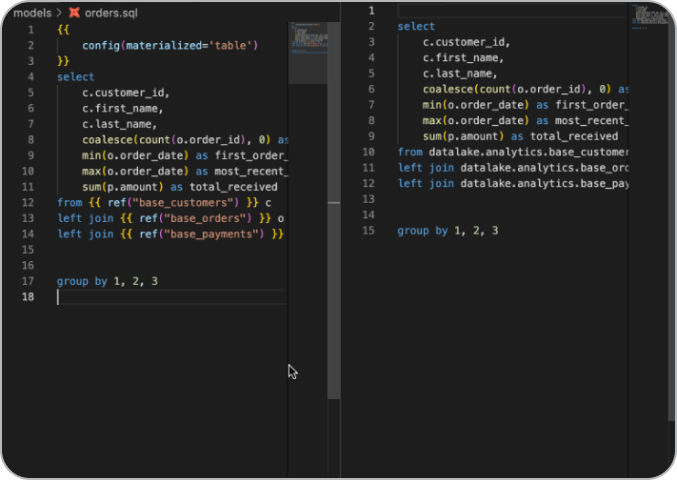 models > orders.sql
1 {{
2 config(materialized='table')
3 }}
4 select
5 c.customer_id,
6 c.first_name,
7 c.last_name,
8 coalesce(count(o.order_id), 0) as
9 min(o.order_date) as first_order_
10 max(o.order_date) as most_recent_
11 sum(p.amount) as total_received
12 from {{ ref("base_customers") }} c
13 left join {{ ref("base_orders") }} o
14 left join {{ ref("base_payments") }}
15
16
17 group by 1, 2, 3
18
1
2 select
3 c.customer_id,
4 c.first_name,
5 c.last_name,
6 coalesce(count(o.order_id), 0) as
7 min(o.order_date) as first_order_
8 max(o.order_date) as most_recent_
9 sum(p.amount) as total_received
10 from datalake.analytics.base_customer
11 left join datalake.analytics.base_ord
12 left join datalake.analytics.base_pay
13
14
15 group by 1, 2, 3